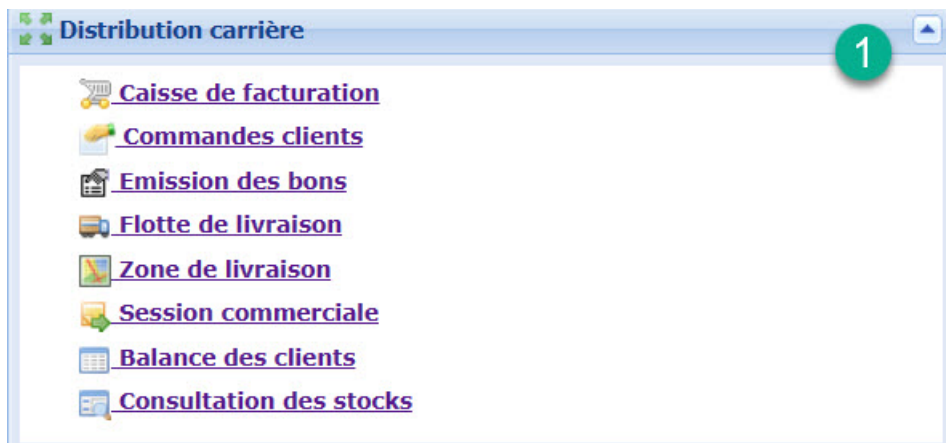 Distribution carrière
1
Caisse de facturation
Commandes clients
Emission des bons
Flotte de livraison
Zone de livraison
Session commerciale
Balance des clients
Consultation des stocks